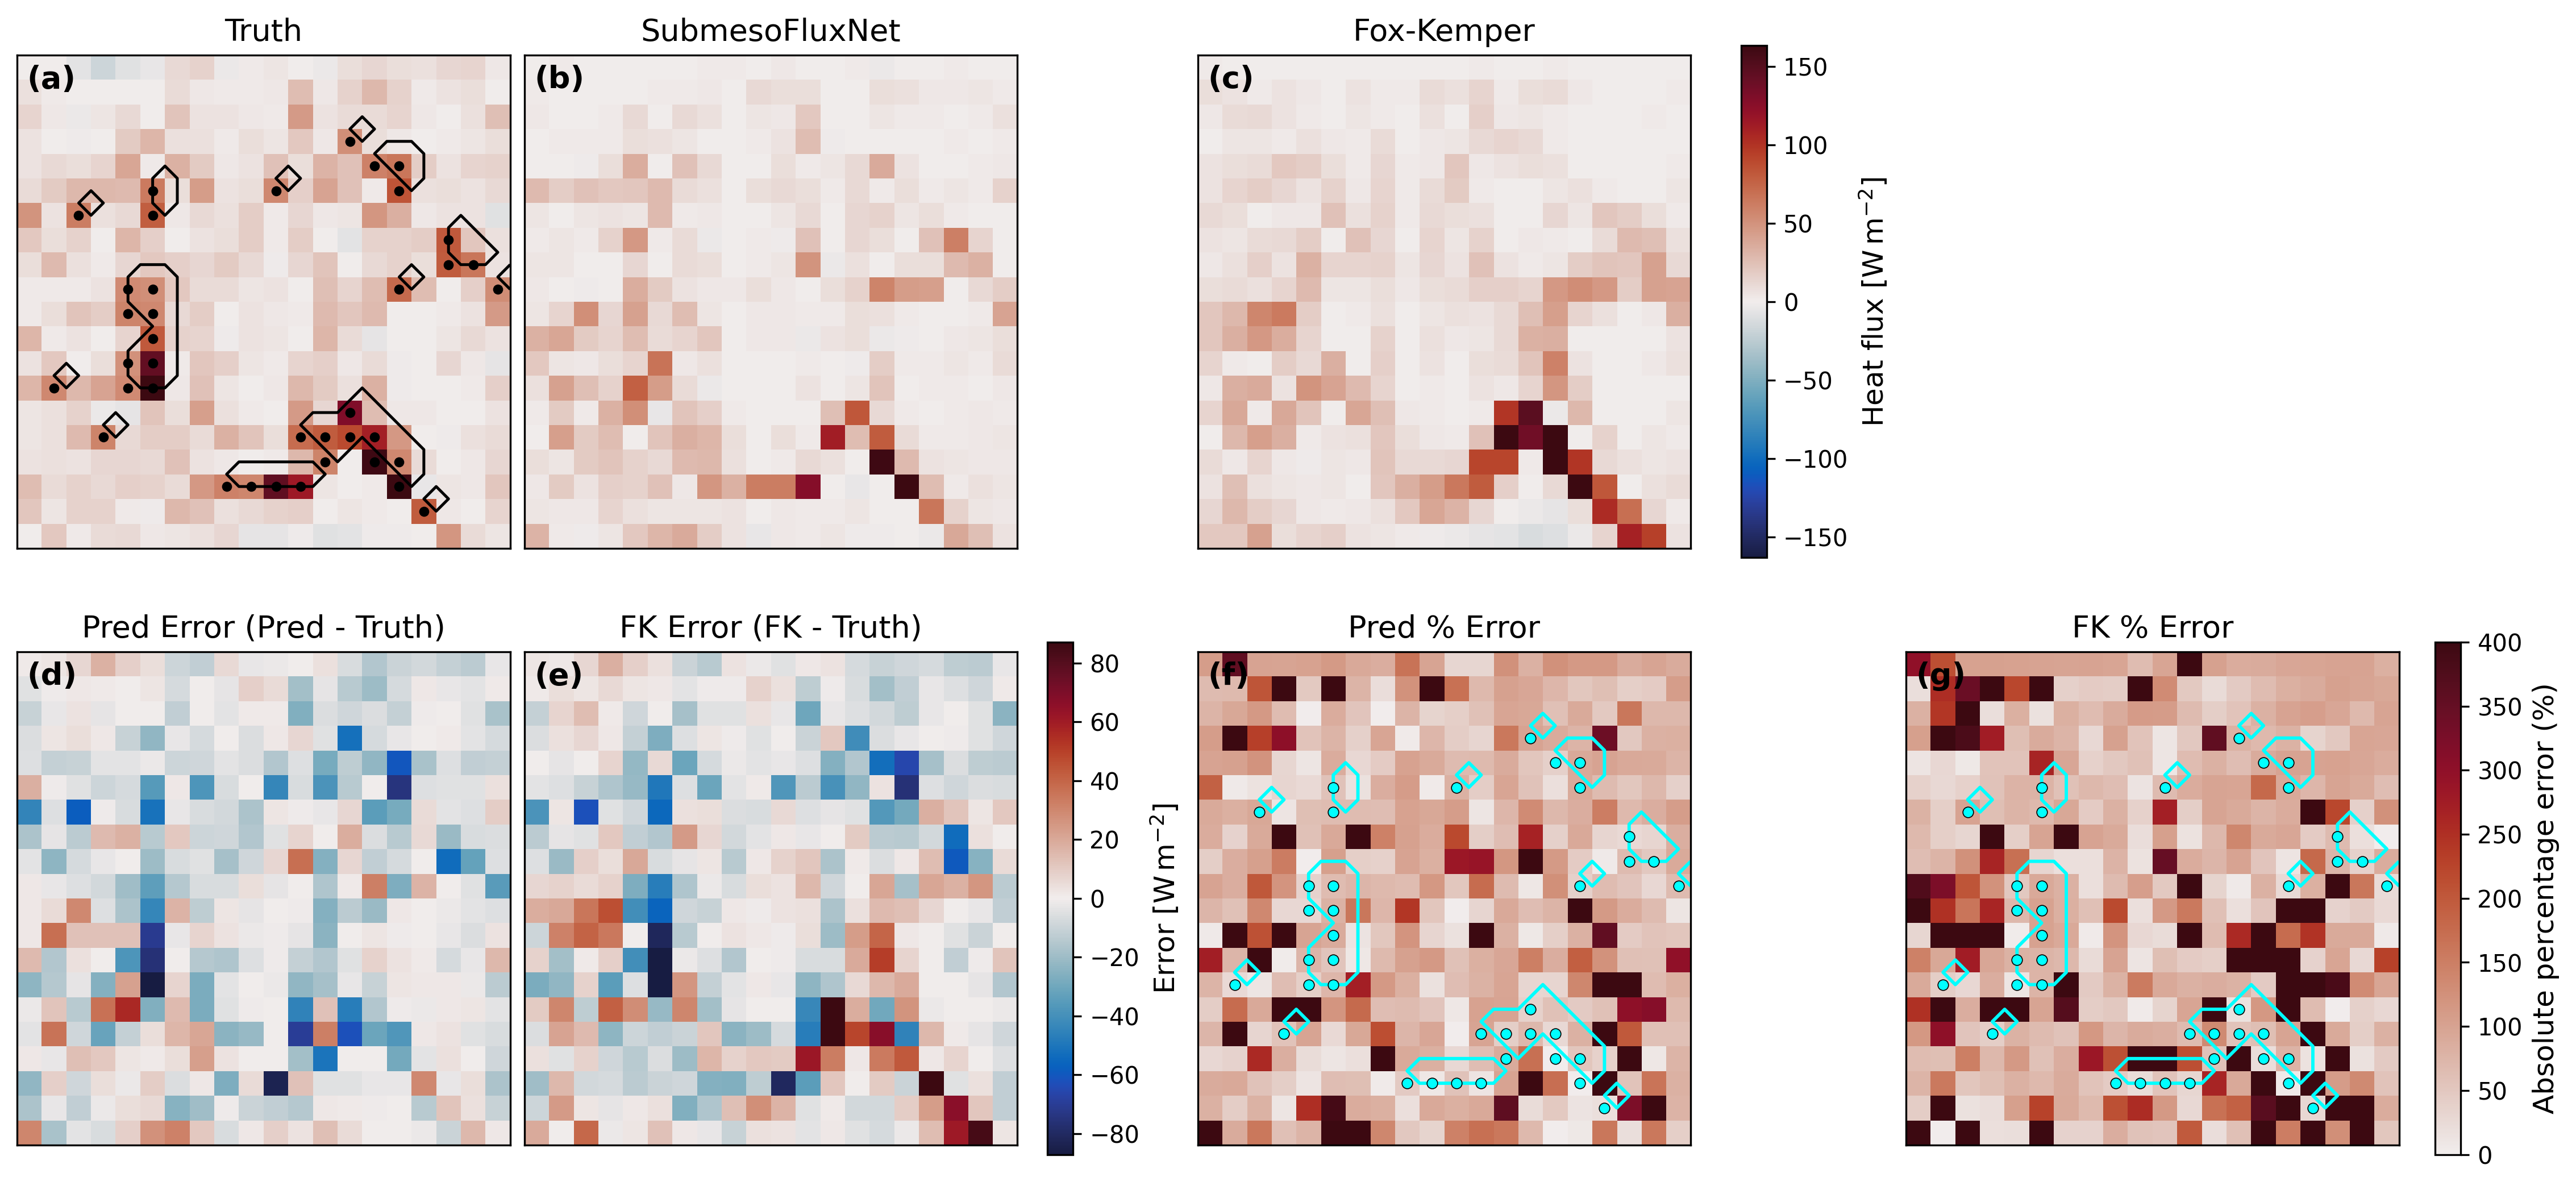 Truth
SubmesoFluxNet
Fox-Kemper
(a)
(b)
(c)
150
100
50
0
−50
−100
−150
Heat flux [W m⁻²]
Pred Error (Pred - Truth)
FK Error (FK - Truth)
Pred % Error
FK % Error
(d)
(e)
(f)
(g)
80
60
40
20
0
−20
−40
−60
−80
Error [W m⁻²]
400
350
300
250
200
150
100
50
0
Absolute percentage error (%)